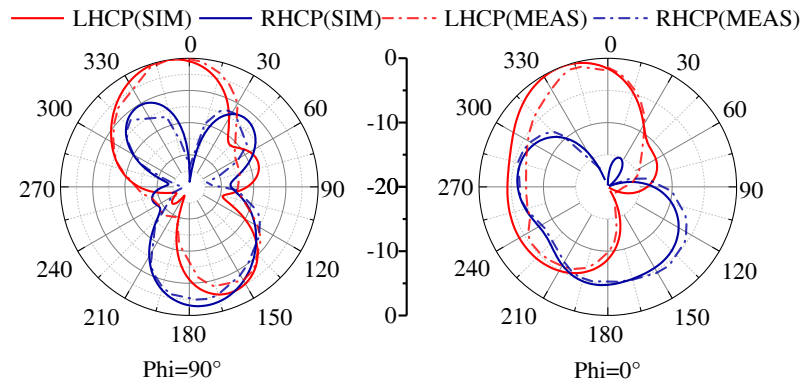 LHCP(SIM) RHCP(SIM) LHCP(MEAS) RHCP(MEAS)
0 0 0
330 30 330 30
300 60 -10 300 60
270 90 -20 270 90
240 120 -10 240 120
210 150 0 210 150
180 180
Phi=90° Phi=0°